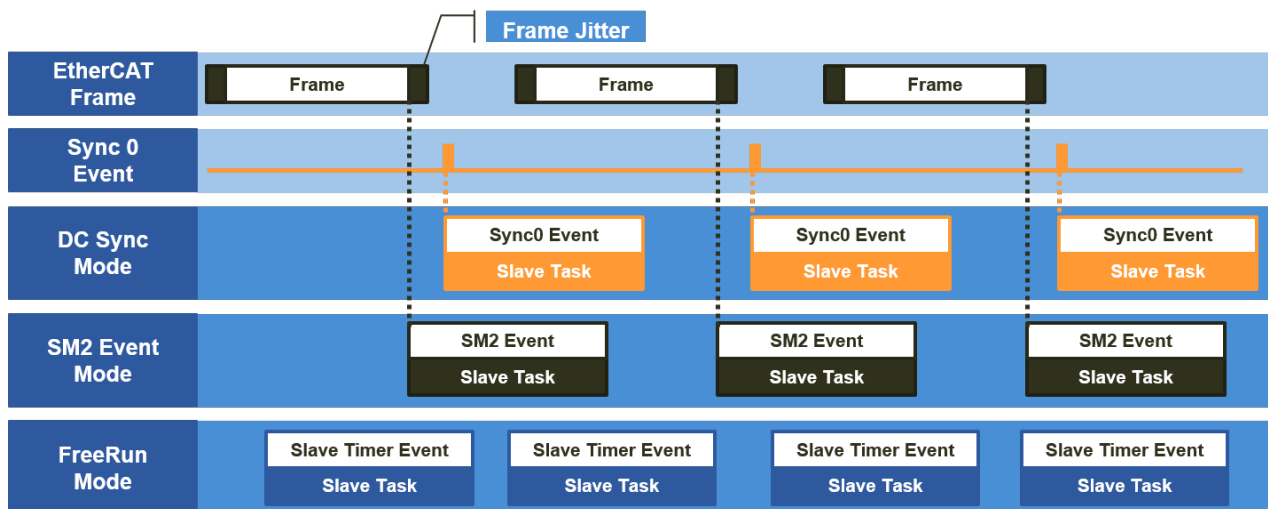 Frame Jitter
EtherCAT
Frame
Frame
Frame
Frame
Sync 0
Event
DC Sync
Mode
Sync0 Event
Slave Task
Sync0 Event
Slave Task
Sync0 Event
Slave Task
SM2 Event
Mode
SM2 Event
Slave Task
SM2 Event
Slave Task
SM2 Event
Slave Task
FreeRun
Mode
Slave Timer Event
Slave Task
Slave Timer Event
Slave Task
Slave Timer Event
Slave Task
Slave Timer Event
Slave Task